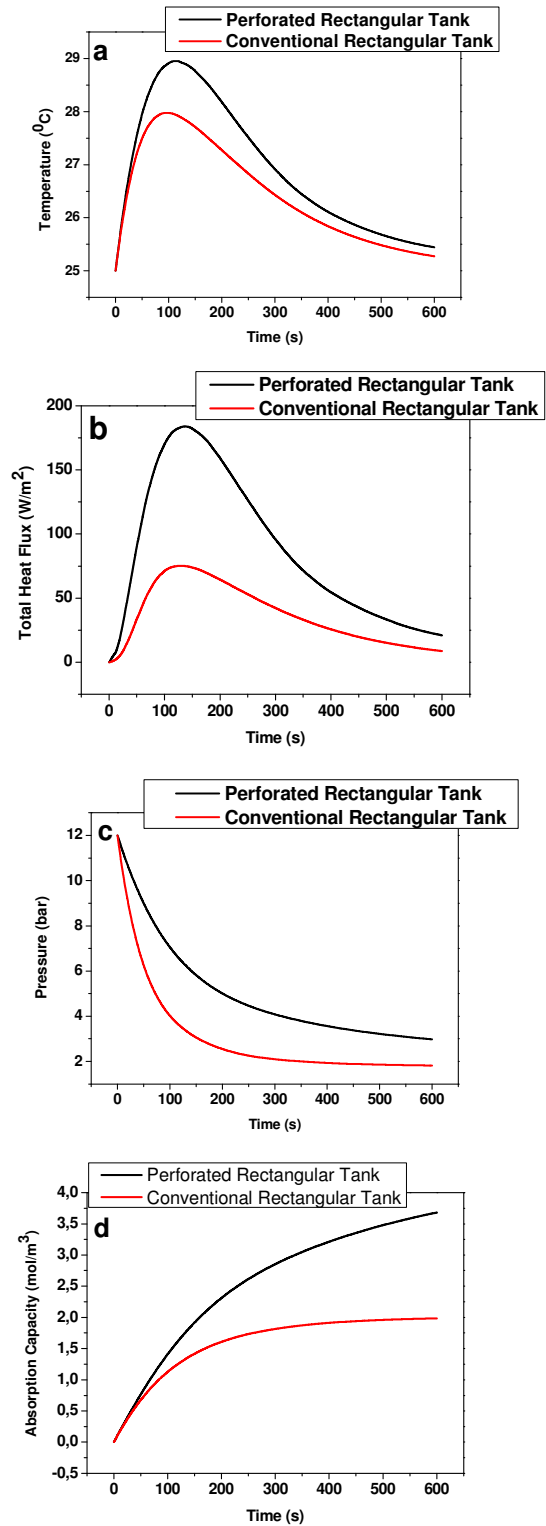 Perforated Rectangular Tank
Conventional Rectangular Tank
a
29
28
27
26
25
Temperature (⁰C)
0 100 200 300 400 500 600
Time (s)
Perforated Rectangular Tank
Conventional Rectangular Tank
b
200
150
100
50
0
Total Heat Flux (W/m²)
0 100 200 300 400 500 600
Time (s)
Perforated Rectangular Tank
Conventional Rectangular Tank
c
12
10
8
6
4
2
Pressure (bar)
0 100 200 300 400 500 600
Time (s)
Perforated Rectangular Tank
Conventional Rectangular Tank
d
4,0
3,5
3,0
2,5
2,0
1,5
1,0
0,5
0,0
-0,5
Absorption Capacity (mol/m³)
0 100 200 300 400 500 600
Time (s)